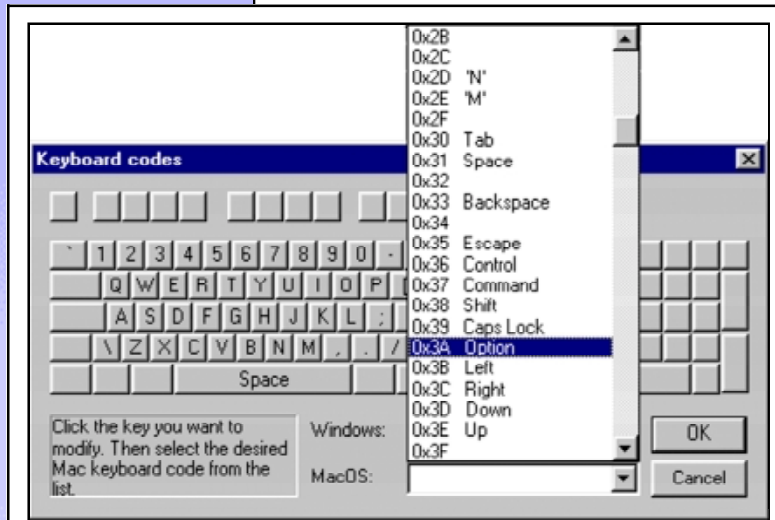 0x2B
0x2C
0x2D 'N'
0x2E 'M'
0x2F
0x30 Tab
0x31 Space
0x32
0x33 Backspace
0x34
0x35 Escape
0x36 Control
0x37 Command
0x38 Shift
0x39 Caps Lock
0x3A Option
0x3B Left
0x3C Right
0x3D Down
0x3E Up
0x3F
Keyboard codes
` 1 2 3 4 5 6 7 8 9 0 -
Q W E R T Y U I O P [
A S D F G H J K L ;
\ Z X C V B N M , . /
Space
Click the key you want to
modify. Then select the desired
Mac keyboard code from the
list.
Windows:
MacOS:
OK
Cancel